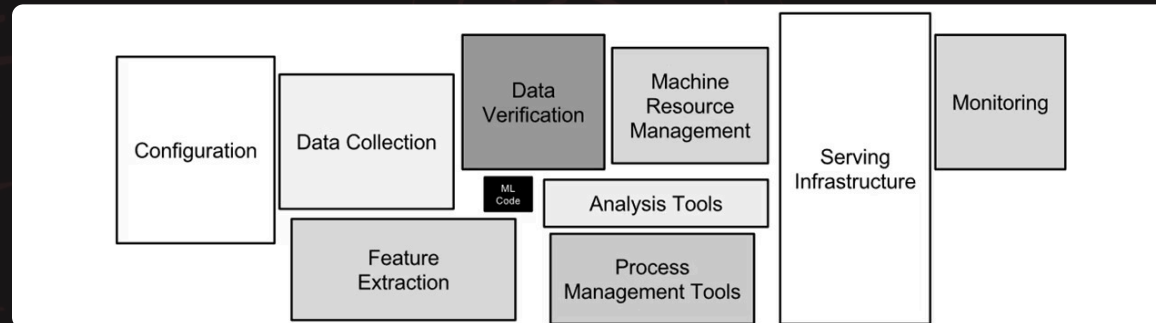 Configuration
Data Collection
Data
Verification
Machine
Resource
Management
Monitoring
Serving
Infrastructure
ML
Code
Analysis Tools
Feature
Extraction
Process
Management Tools